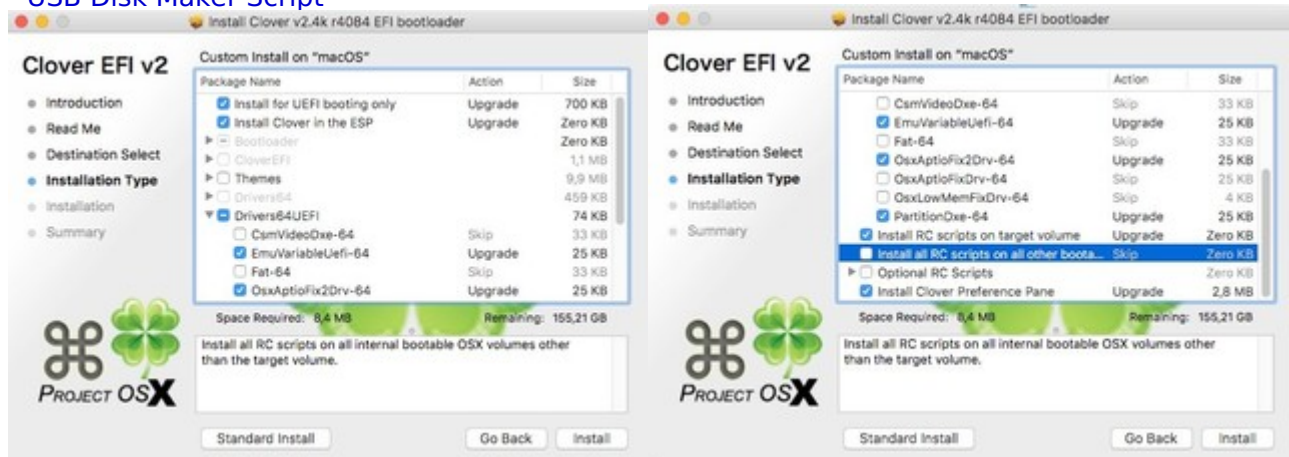 USB Disk Maker Script
Install Clover v2.4k r4084 EFI bootloader
Clover EFI v2
Introduction
Read Me
Destination Select
Installation Type
Installation
Summary
PROJECT OSX
Custom Install on "macOS"
Package Name Action Size
Install for UEFI booting only Upgrade 700 KB
Install Clover in the ESP Upgrade Zero KB
Bootloader Zero KB
CloverEFI 1,1 MB
Themes 9,9 MB
Drivers64 459 KB
Drivers64UEFI 74 KB
CsmVideoDxe-64 Skip 33 KB
EmuVariableUefi-64 Upgrade 25 KB
Fat-64 Skip 33 KB
OsxAptioFix2Drv-64 Upgrade 25 KB
Space Required: 8,4 MB Remaining: 155,21 GB
Install all RC scripts on all internal bootable OSX volumes other
than the target volume.
Standard Install Go Back Install
Install Clover v2.4k r4084 EFI bootloader
Clover EFI v2
Introduction
Read Me
Destination Select
Installation Type
Installation
Summary
PROJECT OSX
Custom Install on "macOS"
Package Name Action Size
CsmVideoDxe-64 Skip 33 KB
EmuVariableUefi-64 Upgrade 25 KB
Fat-64 Skip 33 KB
OsxAptioFix2Drv-64 Upgrade 25 KB
OsxAptioFixDrv-64 Skip 25 KB
OsxLowMemFixDrv-64 Skip 4 KB
PartitionDxe-64 Upgrade 25 KB
Install RC scripts on target volume Upgrade Zero KB
Install all RC scripts on all other boota... Skip Zero KB
Optional RC Scripts Zero KB
Install Clover Preference Pane Upgrade 2,8 MB
Space Required: 8,4 MB Remaining: 155,21 GB
Install all RC scripts on all internal bootable OSX volumes other
than the target volume.
Standard Install Go Back Install